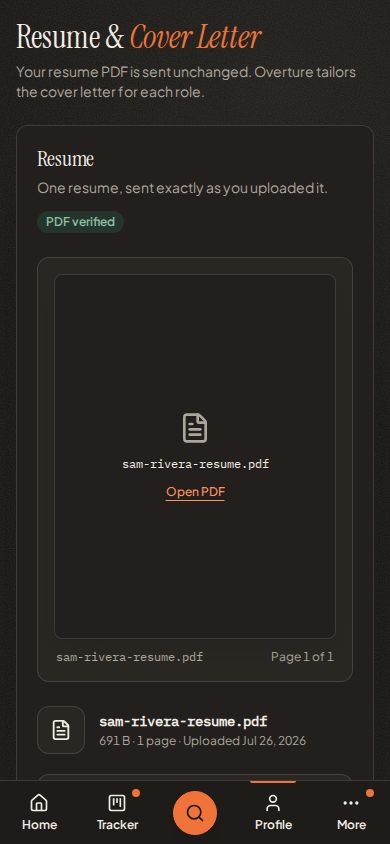 Resume & Cover Letter
Your resume PDF is sent unchanged. Overture tailors
the cover letter for each role.
Resume
One resume, sent exactly as you uploaded it.
PDF verified
sam-rivera-resume.pdf
Open PDF
sam-rivera-resume.pdf Page 1 of 1
sam-rivera-resume.pdf
691 B · 1 page · Uploaded Jul 26, 2026
Home Tracker Profile More